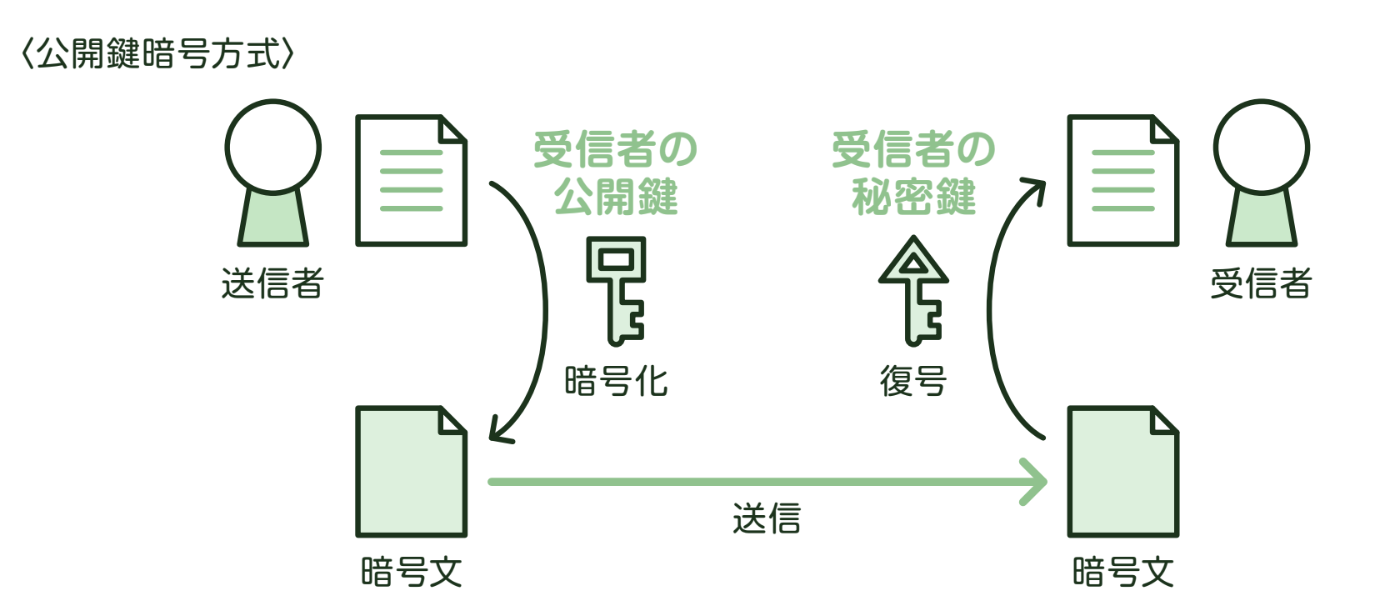 〈公開鍵暗号方式〉
受信者の
公開鍵
受信者の
秘密鍵
送信者
受信者
暗号化
復号
送信
暗号文
暗号文